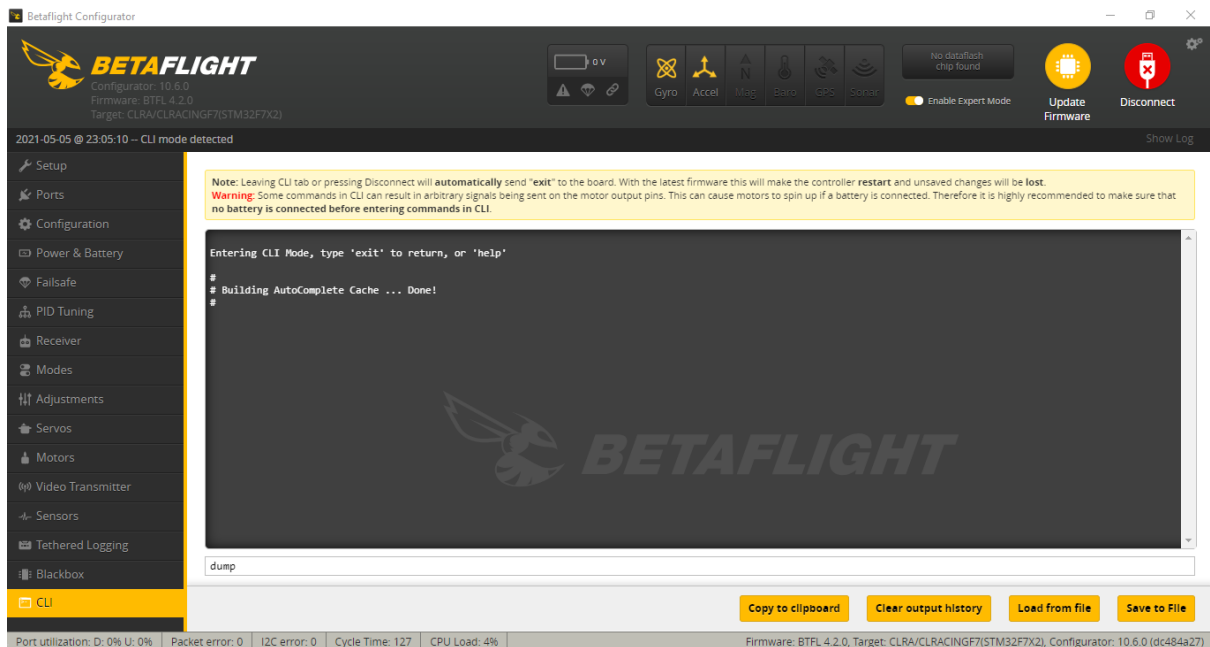 Betaflight Configurator
BETAFLIGHT
Configurator: 10.6.0
Firmware: BTFL 4.2.0
Target: CLRA/CLRACINGF7(STM32F7X2)
0 V
Gyro
Accel
Mag
Baro
GPS
Sonar
No dataflash
chip found
Enable Expert Mode
Update
Firmware
Disconnect
2021-05-05 @ 23:05:10 -- CLI mode detected
Show Log
Setup
Ports
Configuration
Power & Battery
Failsafe
PID Tuning
Receiver
Modes
Adjustments
Servos
Motors
Video Transmitter
Sensors
Tethered Logging
Blackbox
CLI
Note: Leaving CLI tab or pressing Disconnect will automatically send "exit" to the board. With the latest firmware this will make the controller restart and unsaved changes will be lost.
Warning: Some commands in CLI can result in arbitrary signals being sent on the motor output pins. This can cause motors to spin up if a battery is connected. Therefore it is highly recommended to make sure that
no battery is connected before entering commands in CLI.
Entering CLI Mode, type 'exit' to return, or 'help'
#
# Building AutoComplete Cache ... Done!
#
BETAFLIGHT
dump
Copy to clipboard
Clear output history
Load from file
Save to File
Port utilization: D: 0% U: 0%
Packet error: 0
I2C error: 0
Cycle Time: 127
CPU Load: 4%
Firmware: BTFL 4.2.0, Target: CLRA/CLRACINGF7(STM32F7X2), Configurator: 10.6.0 (dc484a27)